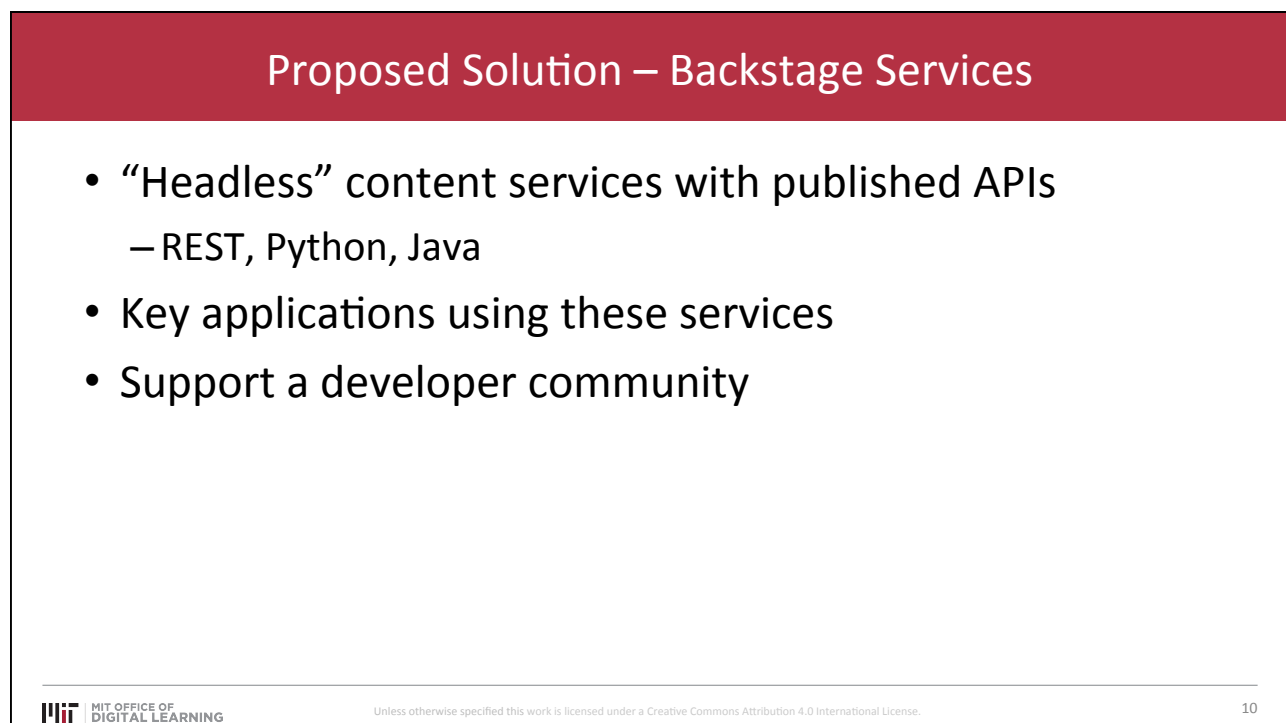 Proposed Solution – Backstage Services
• “Headless” content services with published APIs
– REST, Python, Java
• Key applications using these services
• Support a developer community
MIT OFFICE OF
DIGITAL LEARNING
Unless otherwise specified this work is licensed under a Creative Commons Attribution 4.0 International License.
10